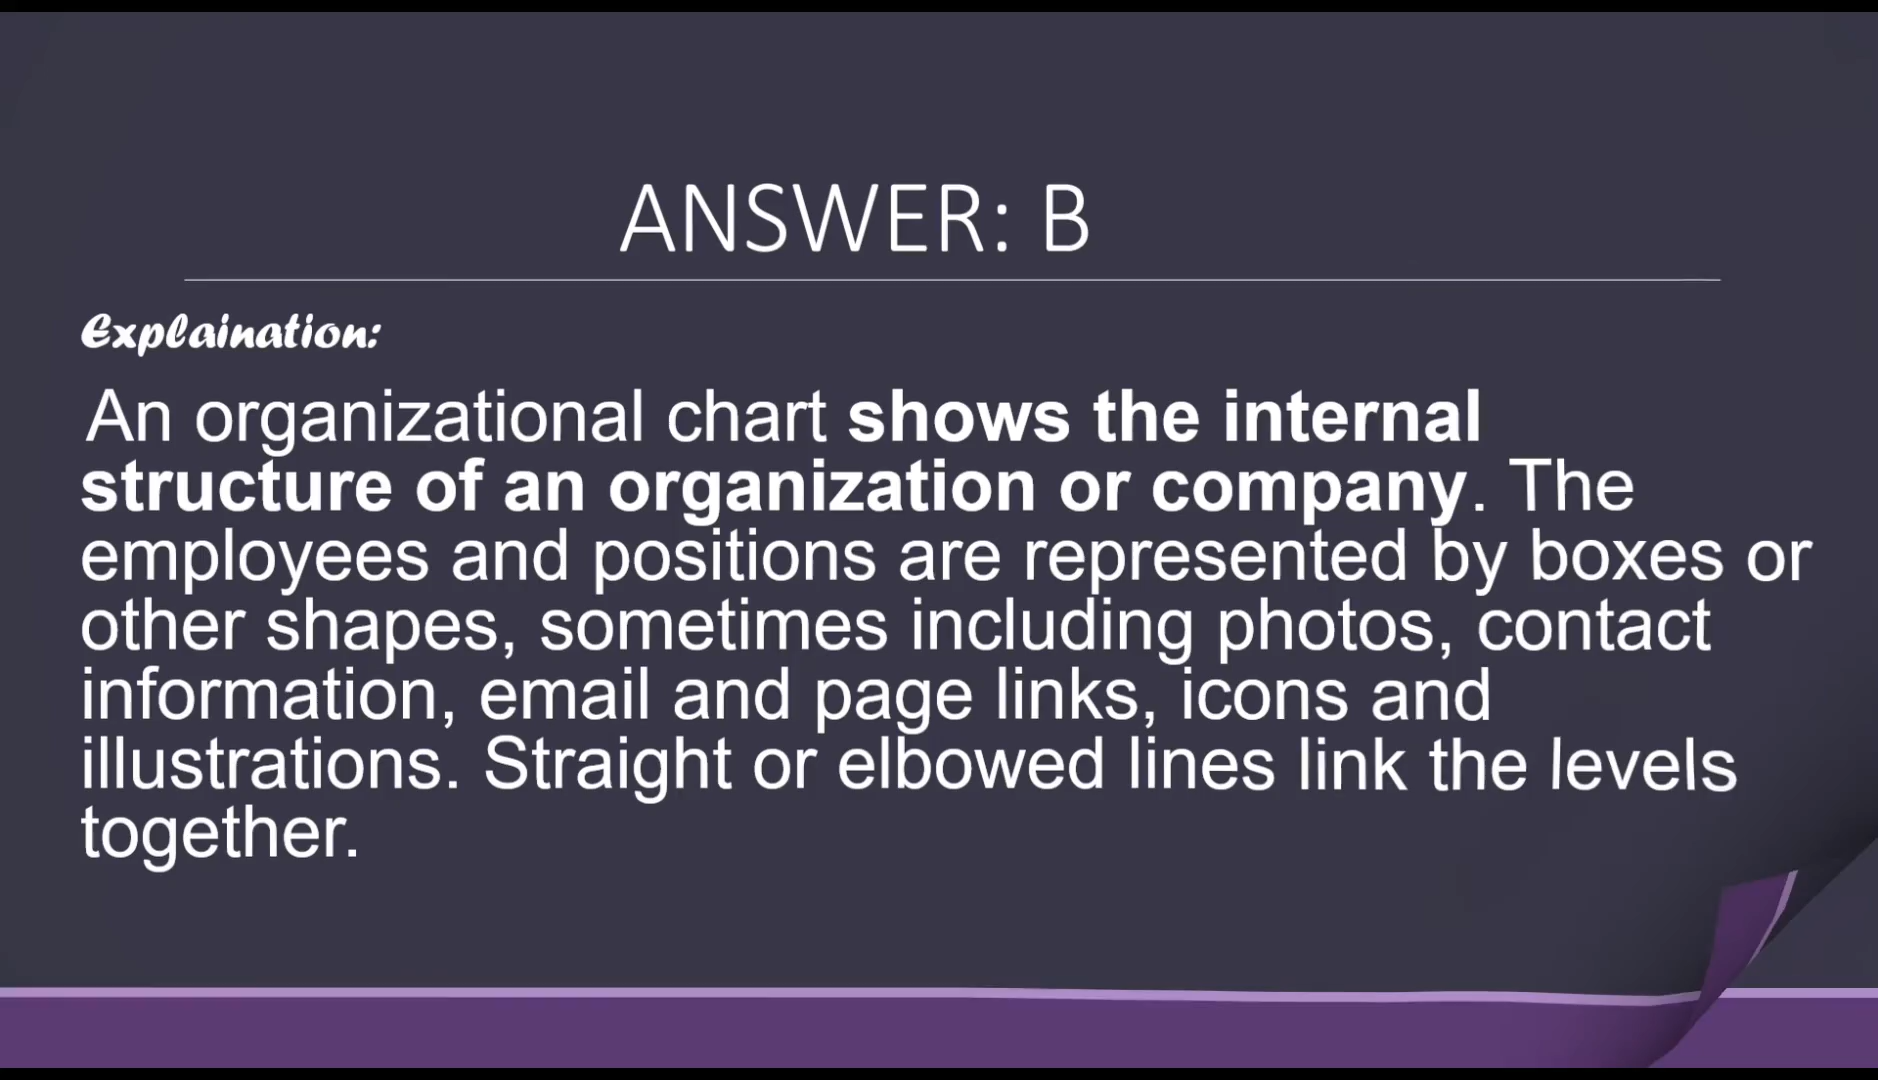 ANSWER: B
Explaination:
An organizational chart shows the internal
structure of an organization or company. The
employees and positions are represented by boxes or
other shapes, sometimes including photos, contact
information, email and page links, icons and
illustrations. Straight or elbowed lines link the levels
together.